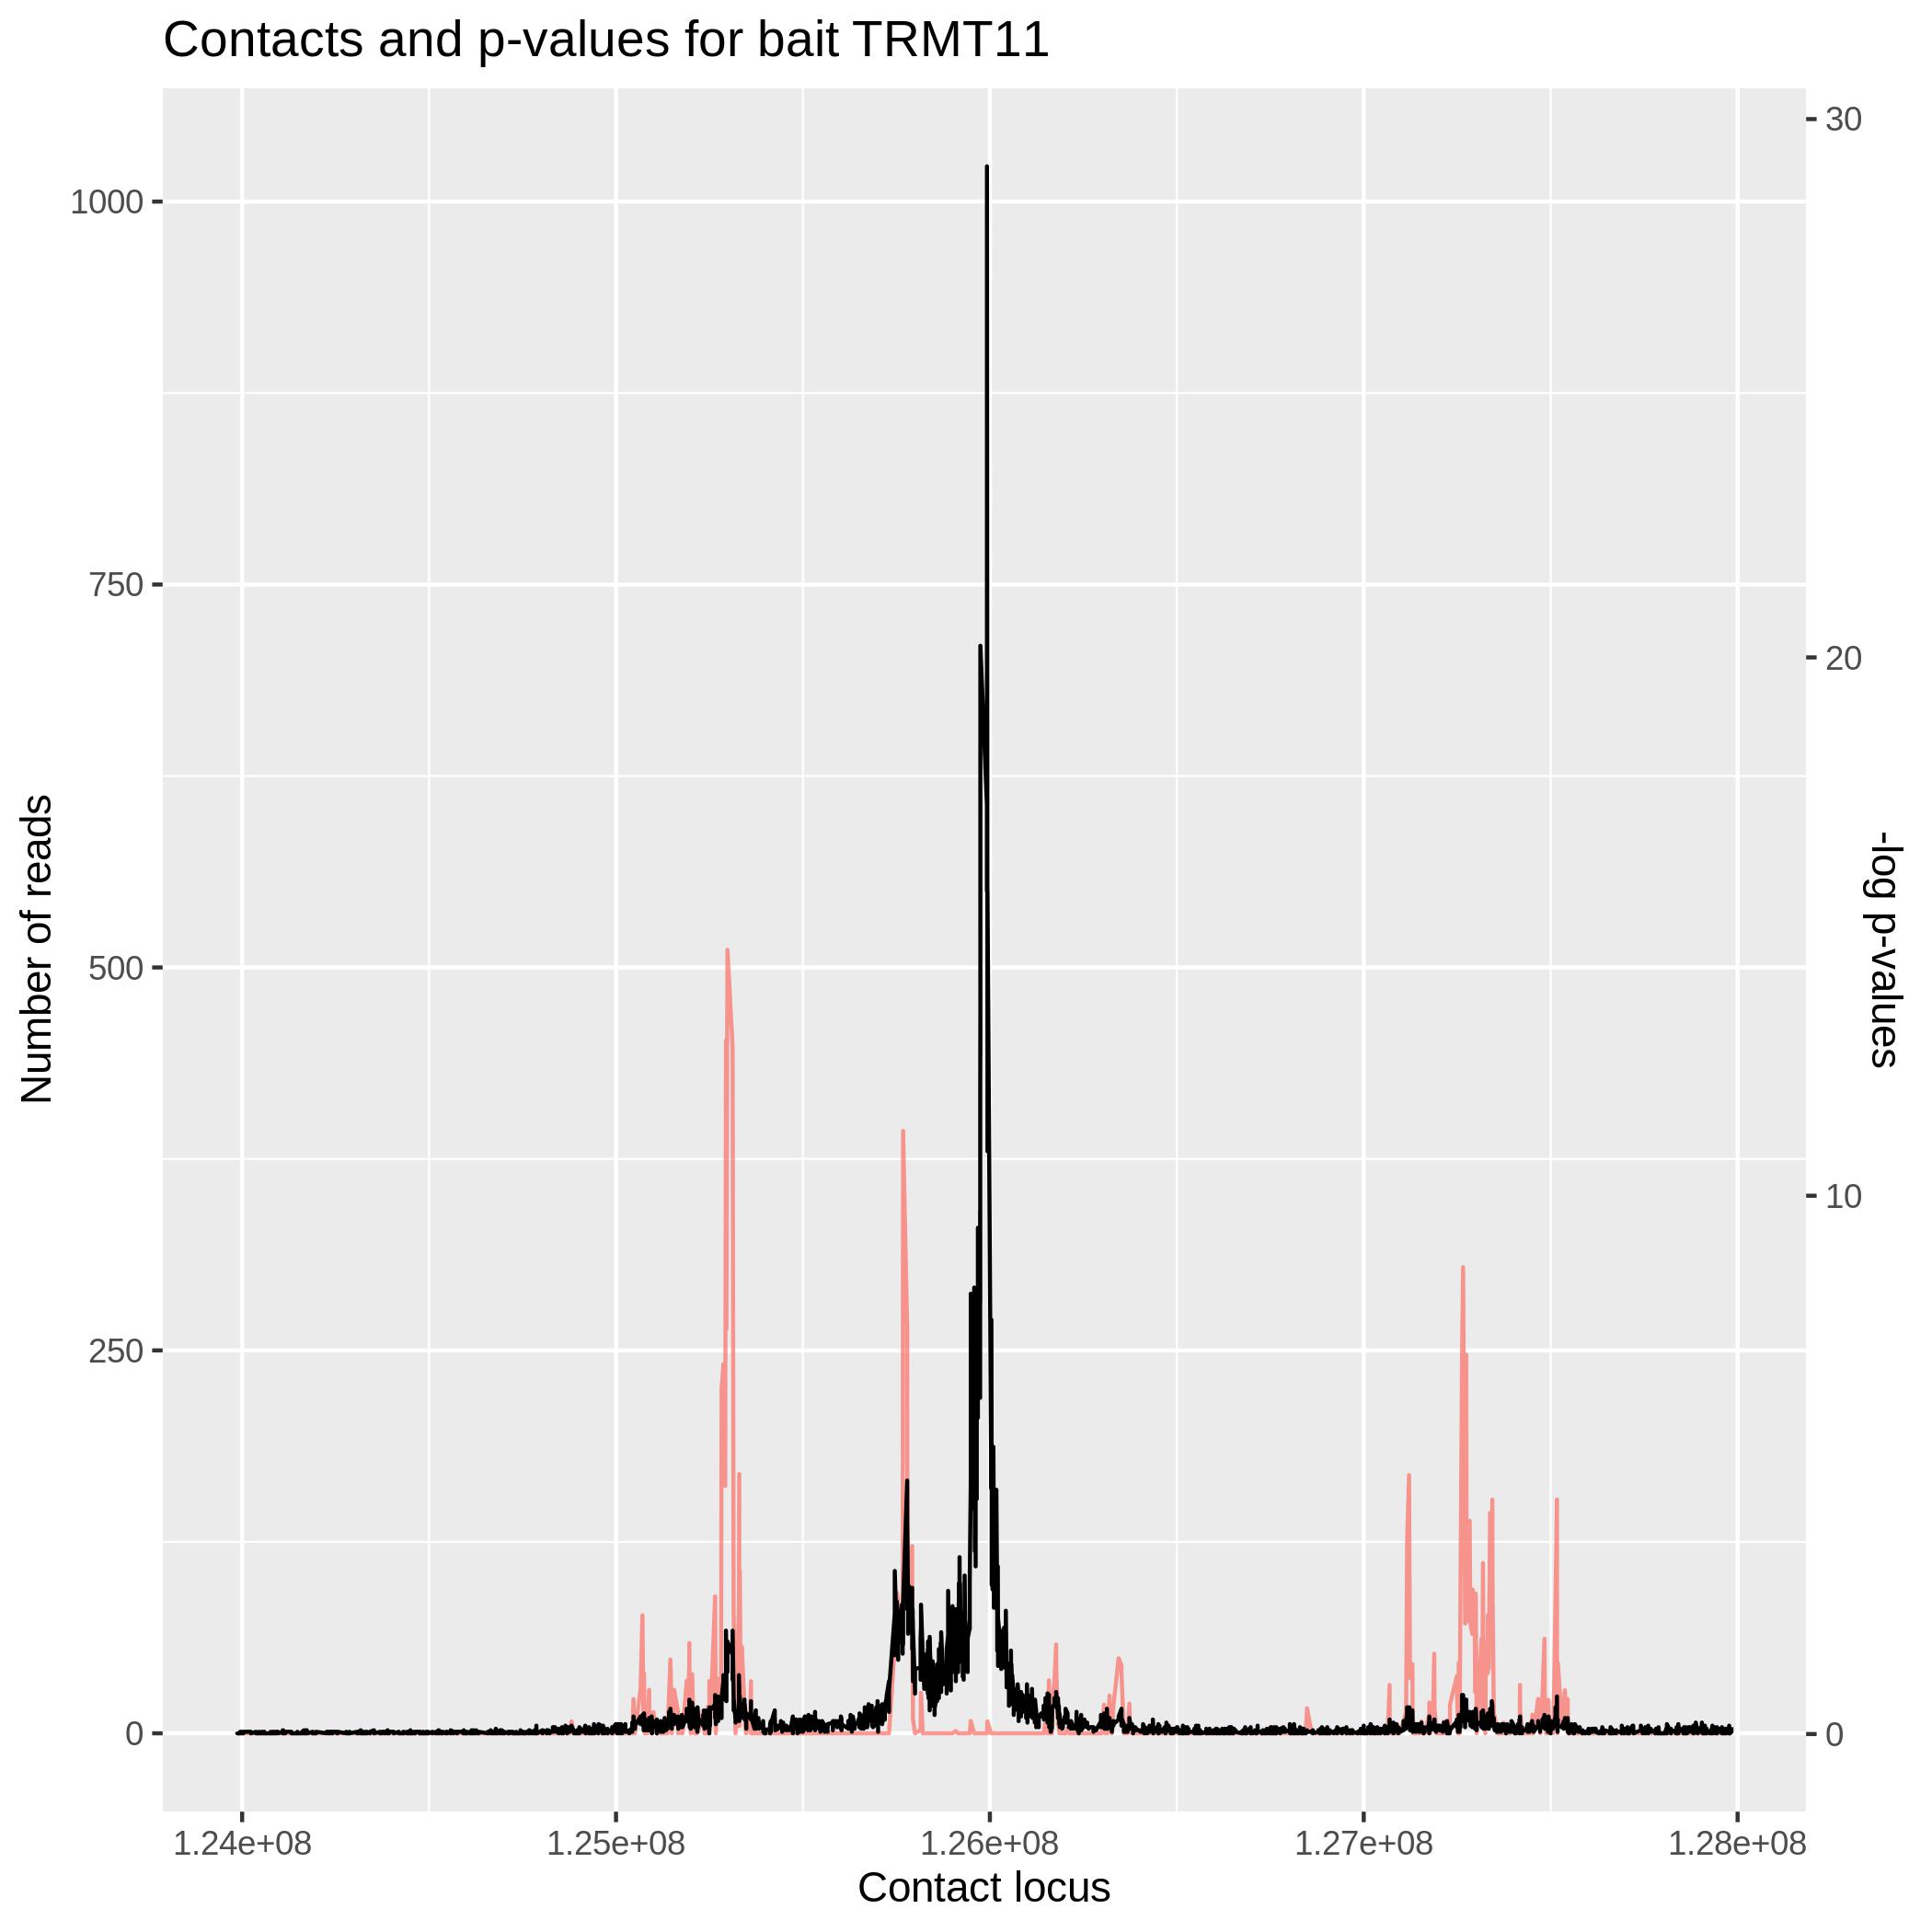 Contacts and p-values for bait TRMT11
30
1000
750
20
Number of reads
-log p-values
500
10
250
0
0
1.24e+08
1.25e+08
1.26e+08
1.27e+08
1.28e+08
Contact locus